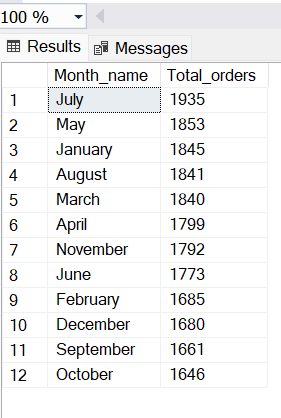 100 %
Results Messages
Month_name Total_orders
1 July 1935
2 May 1853
3 January 1845
4 August 1841
5 March 1840
6 April 1799
7 November 1792
8 June 1773
9 February 1685
10 December 1680
11 September 1661
12 October 1646